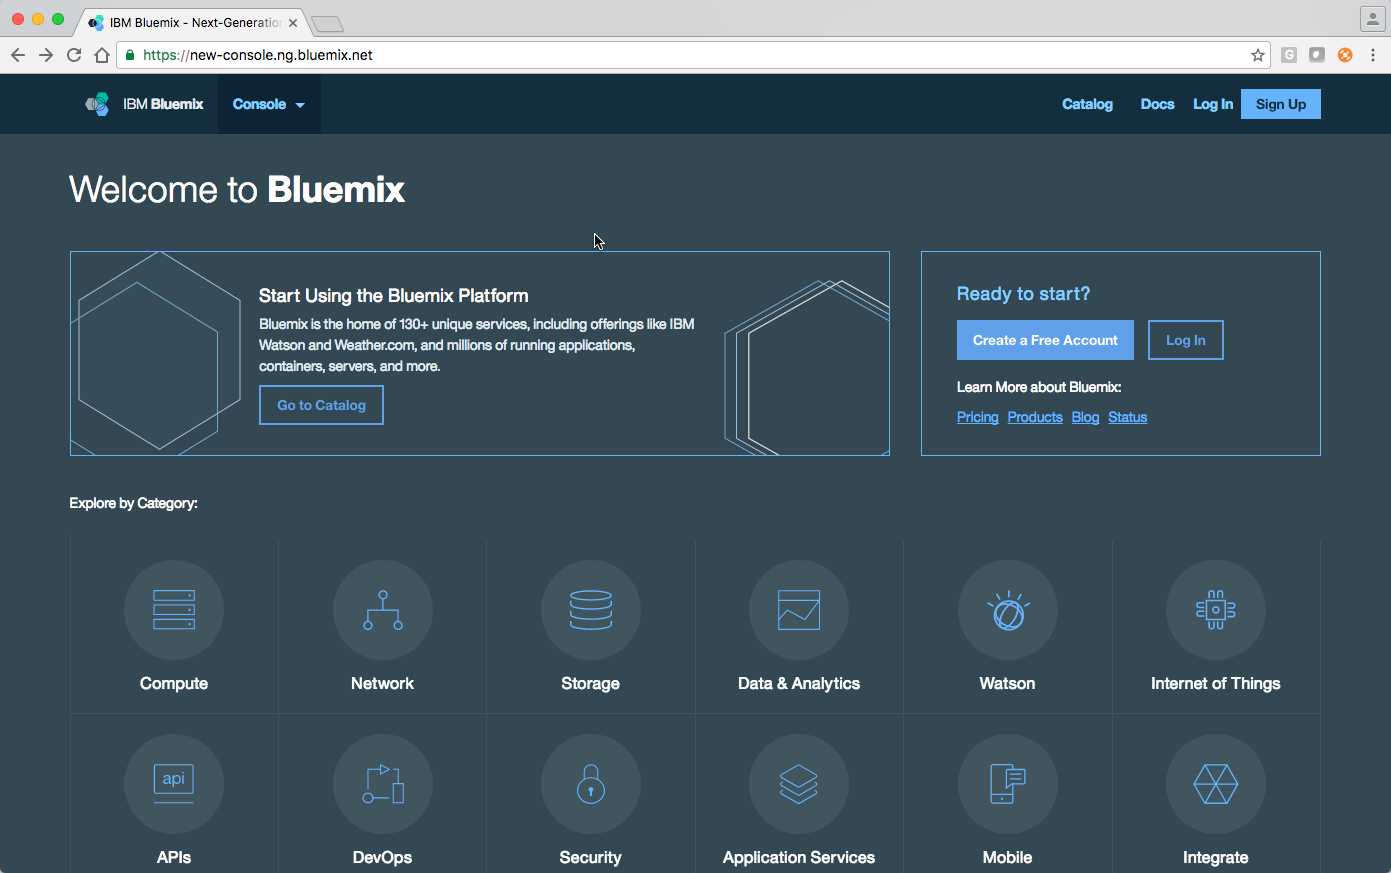 IBM Bluemix - Next-Generation
https://new-console.ng.bluemix.net
G
IBM Bluemix
Console
Catalog
Docs
Log In
Sign Up
Welcome to Bluemix
Start Using the Bluemix Platform
Bluemix is the home of 130+ unique services, including offerings like IBM
Watson and Weather.com, and millions of running applications,
containers, servers, and more.
Go to Catalog
Ready to start?
Create a Free Account
Log In
Learn More about Bluemix:
Pricing Products Blog Status
Explore by Category:
Compute
Network
Storage
Data & Analytics
Watson
Internet of Things
api
APIs
DevOps
Security
Application Services
Mobile
Integrate